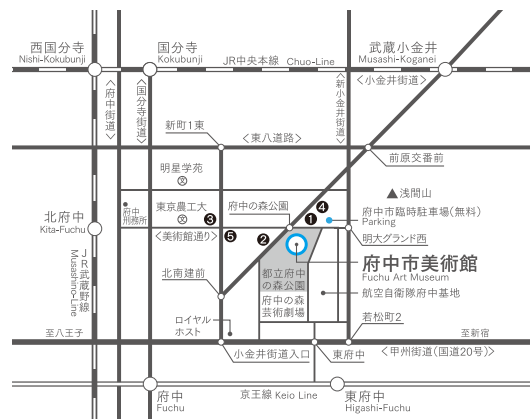 西国分寺
Nishi-Kokubunji
国分寺
Kokubunji
JR中央本線 Chuo-Line
武蔵小金井
Musashi-Koganei
〈府中街道〉
〈国分寺街道〉
〈新小金井街道〉
〈小金井街道〉
新町1東
〈東八道路〉
前原交番前
明星学苑
府中刑務所
東京農工大
❸
府中の森公園
❹
❶
▲浅間山
府中市臨時駐車場(無料)
Parking
北府中
Kita-Fuchu
〈美術館通り〉
❺
❷
明大グランド西
府中市美術館
Fuchu Art Museum
JR武蔵野線
Musashino-Line
北南建前
都立府中
の森公園
府中の森
芸術劇場
航空自衛隊府中基地
ロイヤル
ホスト
若松町2
至八王子
至新宿
小金井街道入口
東府中
〈甲州街道(国道20号)〉
府中
Fuchu
京王線 Keio Line
東府中
Higashi-Fuchu